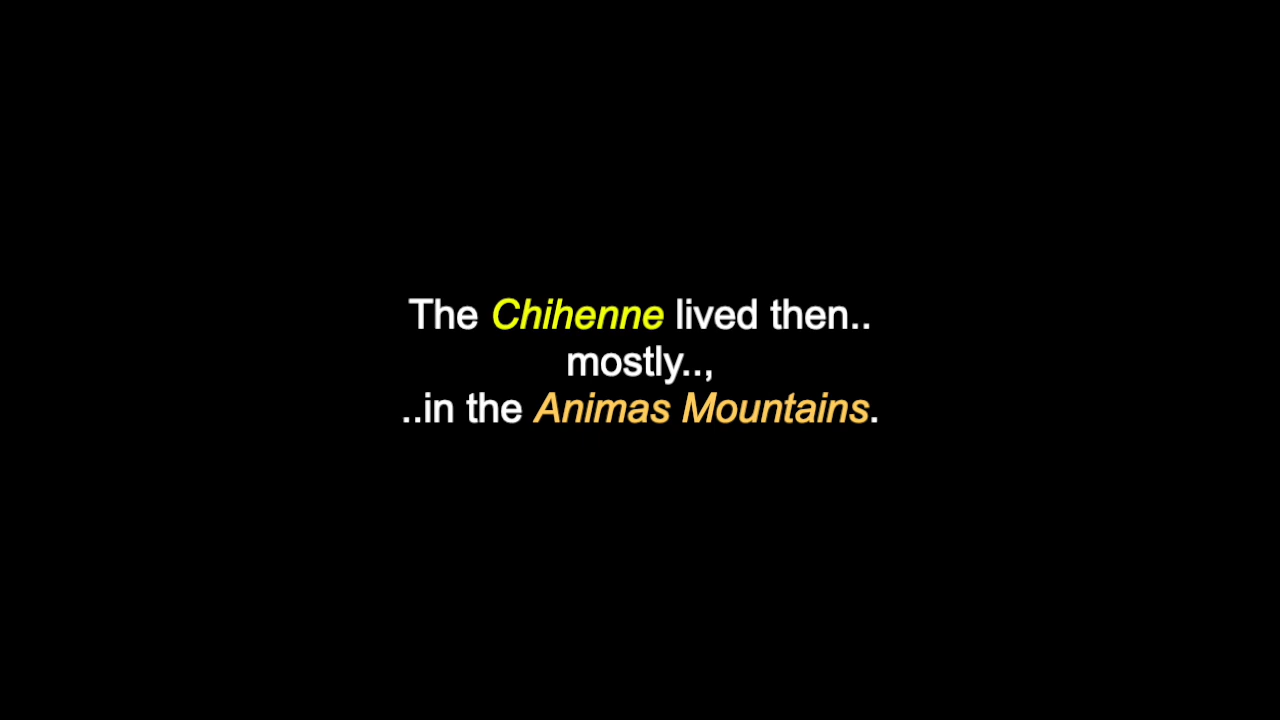 The Chihenne lived then..
mostly..,
..in the Animas Mountains.